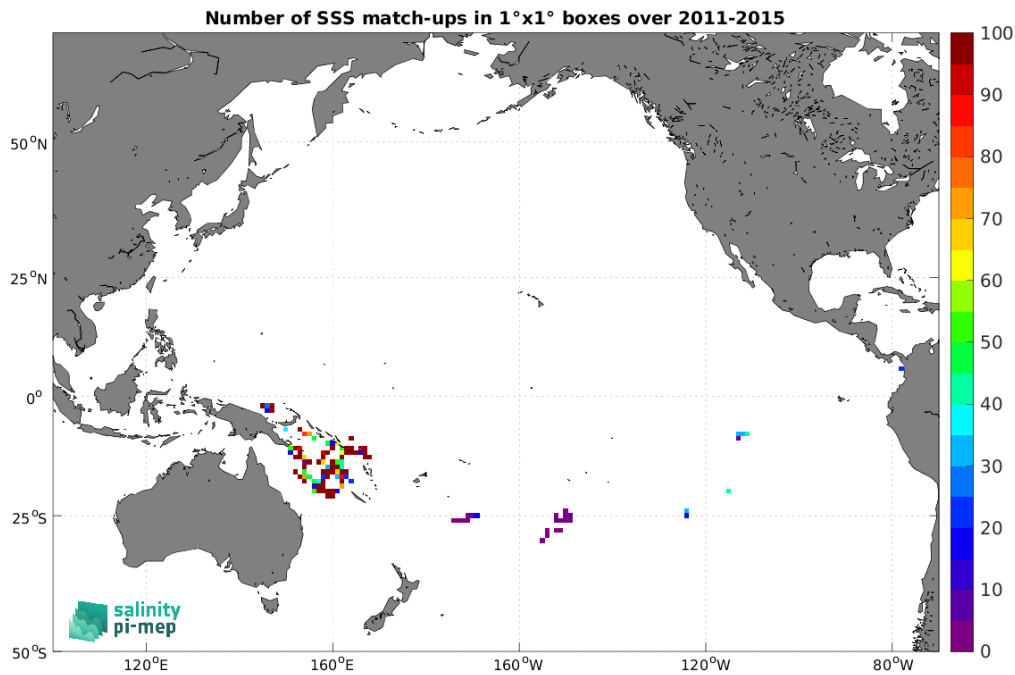 Number of SSS match-ups in 1°x1° boxes over 2011-2015
100
90
80
70
60
50
40
30
20
10
0
50°N
25°N
0°
25°S
50°S
120°E
160°E
160°W
120°W
80°W
salinity
pi-mep